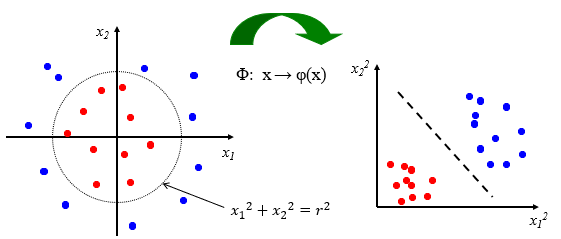 x₂
Φ: x → φ(x)
x₂²
x₁
x₁² + x₂² = r²
x₁²